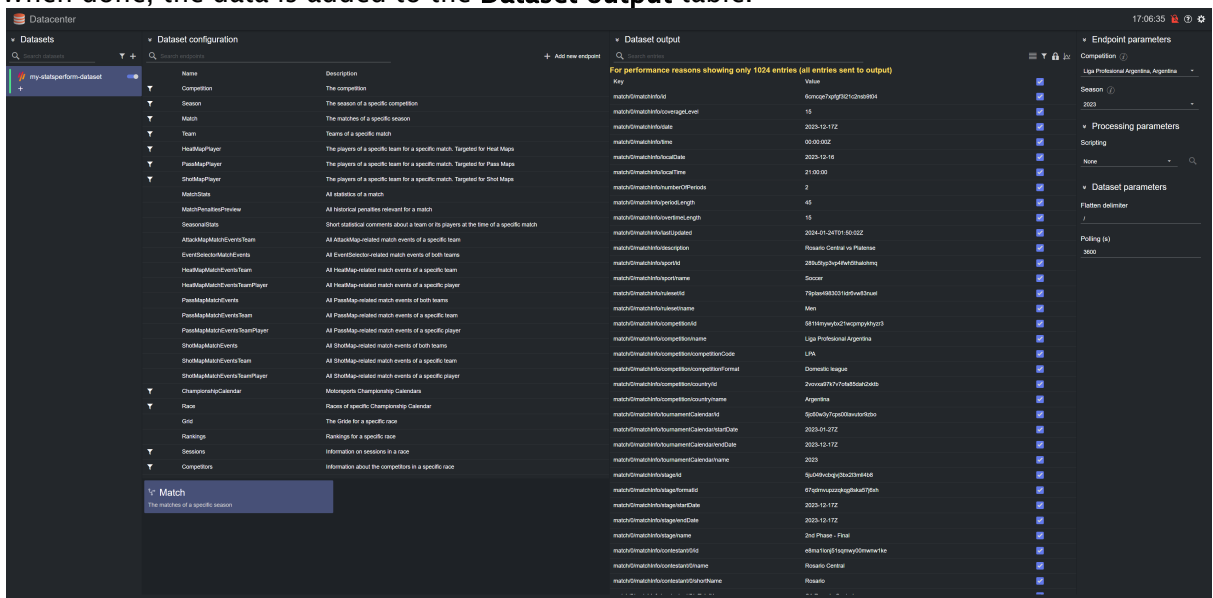 when done, the data is added to the Dataset output table.
Datacenter
17:06:35
Datasets
Search datasets
my-statsperform-dataset
+
Dataset configuration
Search endpoints
+ Add new endpoint
Name Description
Competition The competition
Season The season of a specific competition
Match The matches of a specific season
Team Teams of a specific match
HeatMapPlayer The players of a specific team for a specific match. Targeted for Heat Maps
PassMapPlayer The players of a specific team for a specific match. Targeted for Pass Maps
ShotMapPlayer The players of a specific team for a specific match. Targeted for Shot Maps
MatchStats All statistics of a match
MatchPenaltiesPreview All historical penalties relevant for a match
SeasonalStats Short statistical comments about a team or its players at the time of a specific match
AttackMapMatchEventsTeam All AttackMap-related match events of a specific team
EventSelectorMatchEvents All EventSelector-related match events of both teams
HeatMapMatchEventsTeam All HeatMap-related match events of a specific team
HeatMapMatchEventsTeamPlayer All HeatMap-related match events of a specific player
PassMapMatchEvents All PassMap-related match events of both teams
PassMapMatchEventsTeam All PassMap-related match events of a specific team
PassMapMatchEventsTeamPlayer All PassMap-related match events of a specific player
ShotMapMatchEvents All ShotMap-related match events of both teams
ShotMapMatchEventsTeam All ShotMap-related match events of a specific team
ShotMapMatchEventsTeamPlayer All ShotMap-related match events of a specific player
ChampionshipCalendar Motorsports Championship Calendars
Race Races of specific Championship Calendar
Grid The Gride for a specific race
Rankings Rankings for a specific race
Sessions Information on sessions in a race
Competitors Information about the competitors in a specific race
Match
The matches of a specific season
Dataset output
Search entries
For performance reasons showing only 1024 entries (all entries sent to output)
Key Value
match/0/matchInfo/id
match/0/matchInfo/coverageLevel 15
match/0/matchInfo/date 2023-12-17Z
match/0/matchInfo/time 00:00:00Z
match/0/matchInfo/localDate 2023-12-16
match/0/matchInfo/localTime 21:00:00
match/0/matchInfo/numberOfPeriods 2
match/0/matchInfo/periodLength 45
match/0/matchInfo/overtimeLength 15
match/0/matchInfo/lastUpdated 2024-01-24T01:50:02Z
match/0/matchInfo/description Rosario Central vs Platense
match/0/matchInfo/sport/id
match/0/matchInfo/sport/name Soccer
match/0/matchInfo/ruleset/id
match/0/matchInfo/ruleset/name Men
match/0/matchInfo/competition/id
match/0/matchInfo/competition/name Liga Profesional Argentina
match/0/matchInfo/competition/competitionCode LPA
match/0/matchInfo/competition/competitionFormat Domestic league
match/0/matchInfo/competition/country/id
match/0/matchInfo/competition/country/name Argentina
match/0/matchInfo/tournamentCalendar/id
match/0/matchInfo/tournamentCalendar/startDate 2023-01-27Z
match/0/matchInfo/tournamentCalendar/endDate 2023-12-17Z
match/0/matchInfo/tournamentCalendar/name 2023
match/0/matchInfo/stage/id
match/0/matchInfo/stage/formatId
match/0/matchInfo/stage/startDate 2023-12-17Z
match/0/matchInfo/stage/endDate 2023-12-17Z
match/0/matchInfo/stage/name 2nd Phase - Final
match/0/matchInfo/contestant/0/id
match/0/matchInfo/contestant/0/name Rosario Central
match/0/matchInfo/contestant/0/shortName Rosario
Endpoint parameters
Competition
Liga Profesional Argentina, Argentina
Season
2023
Processing parameters
Scripting
None
Dataset parameters
Flatten delimiter
/
Polling (s)
3600